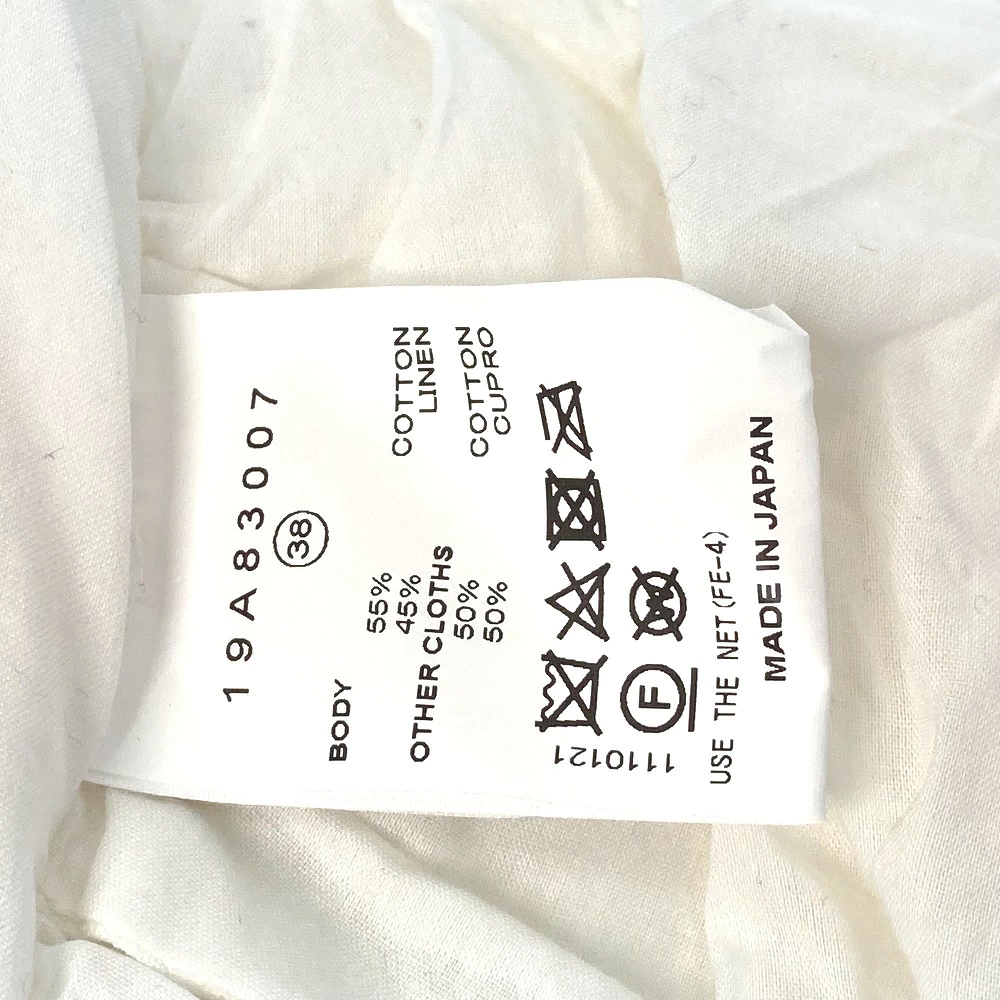 19A83007
38
BODY
55% COTTON
45% LINEN
OTHER CLOTHS
50% COTTON
50% CUPRO
F
W
1110121
USE THE NET(FE-4)
MADE IN JAPAN